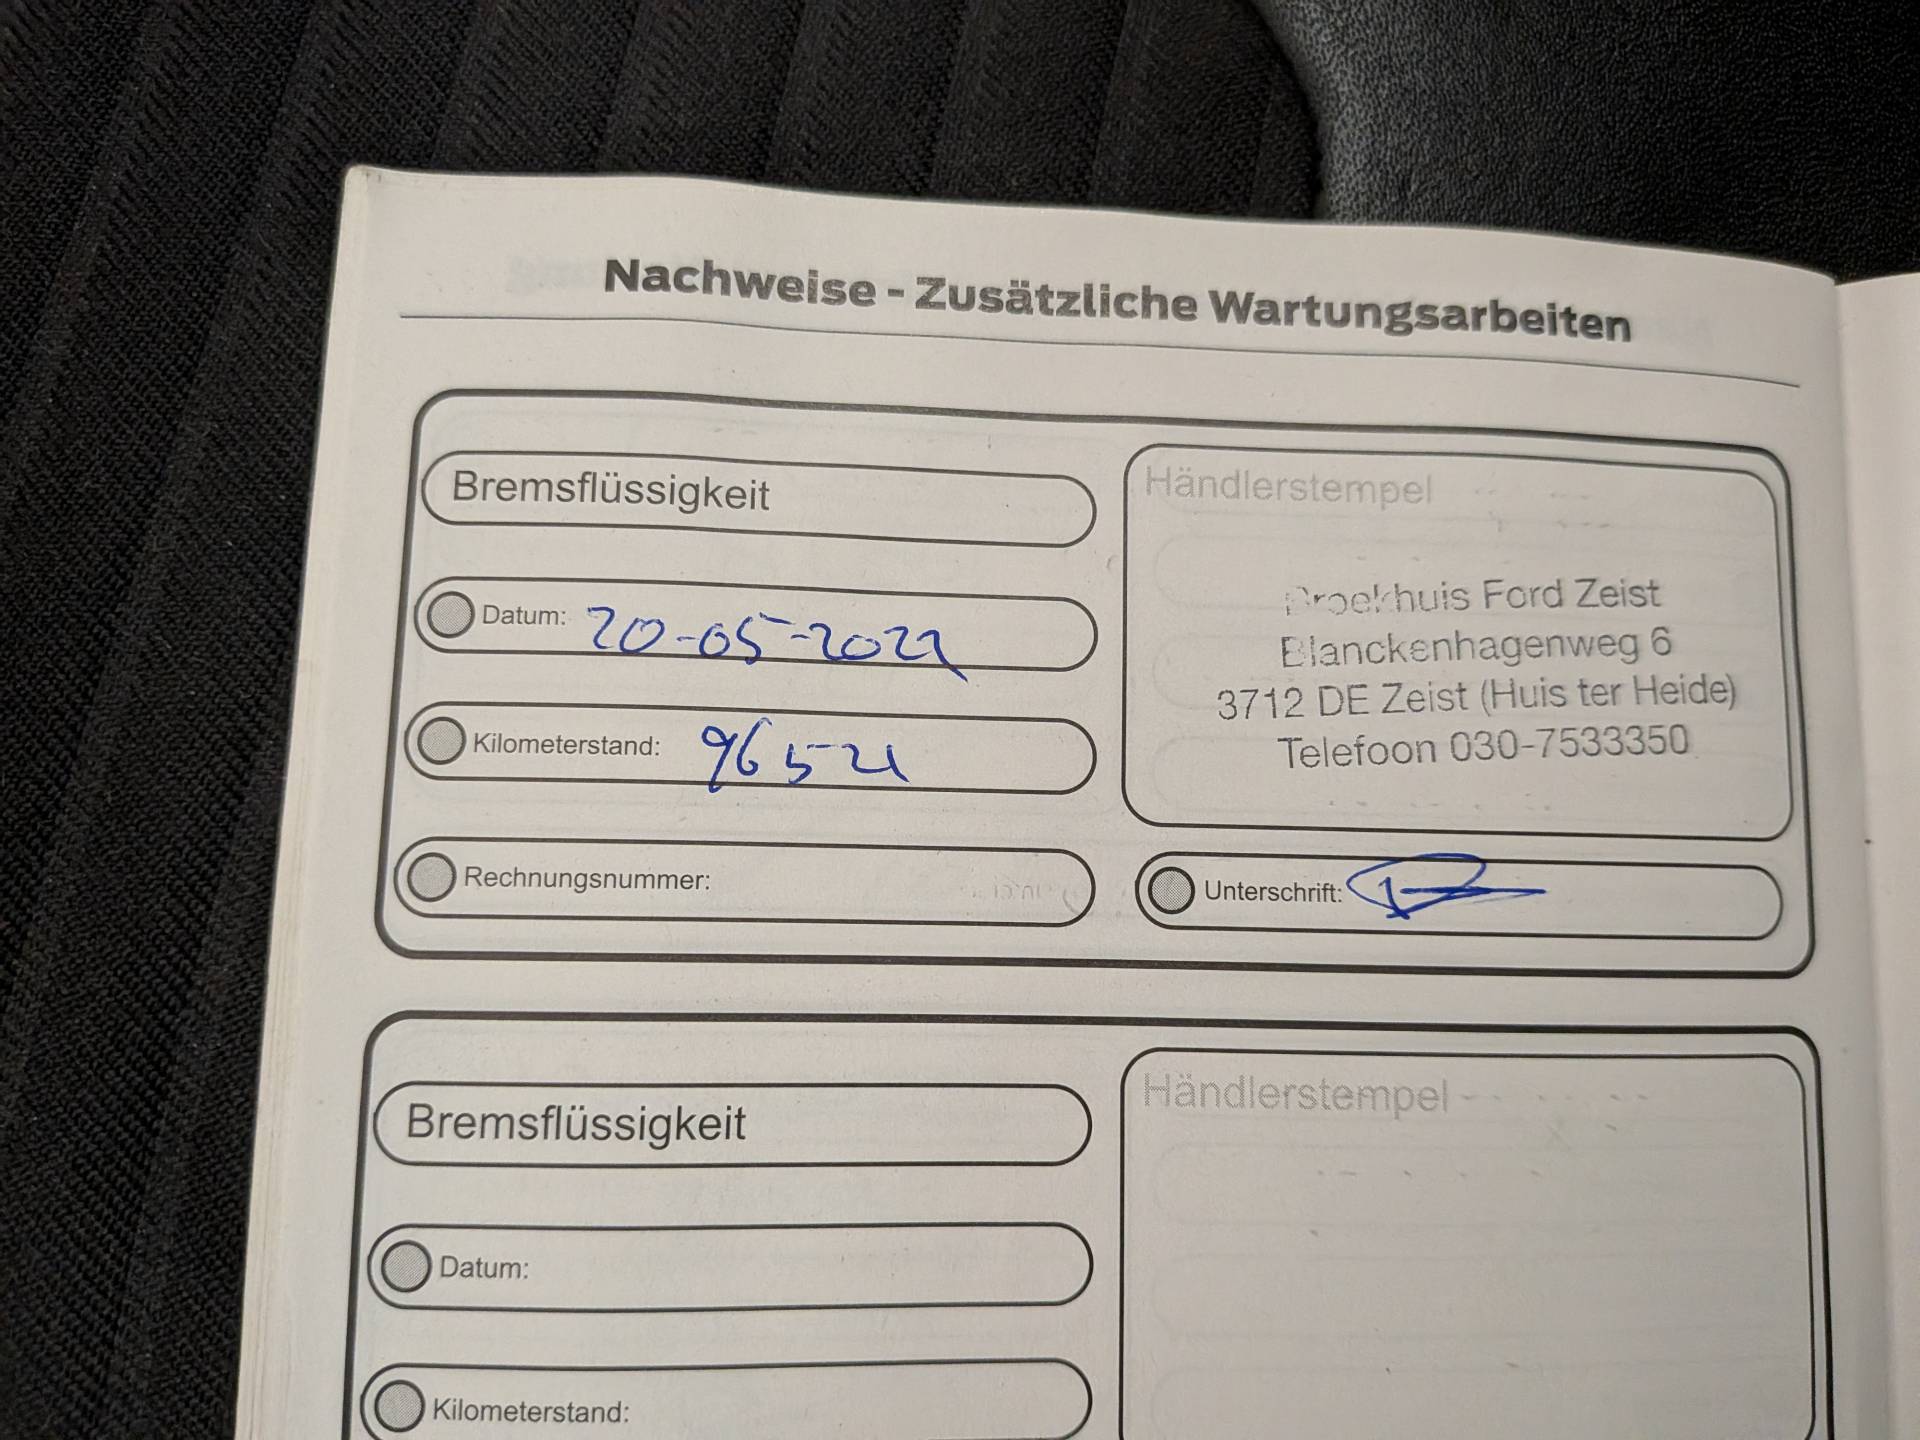 Nachweise - Zusätzliche Wartungsarbeiten
Bremsflüssigkeit
Datum: 20-05-2022
Kilometerstand: 96521
Rechnungsnummer:
Händlerstempel
Broekhuis Ford Zeist
Blanckenhagenweg 6
3712 DE Zeist (Huis ter Heide)
Telefoon 030-7533350
Unterschrift:
Bremsflüssigkeit
Datum:
Kilometerstand:
Händlerstempel